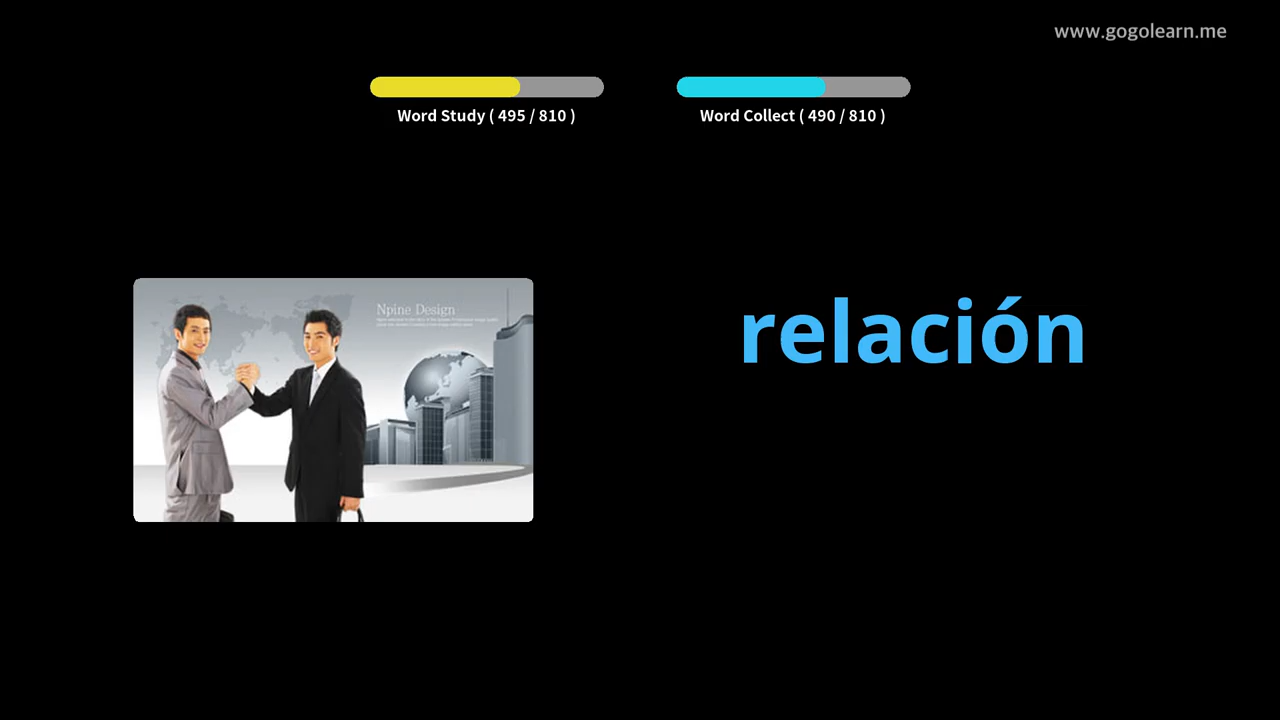 www.gogolearn.me
Word Study ( 495 / 810 )
Word Collect ( 490 / 810 )
Npine Design
relación